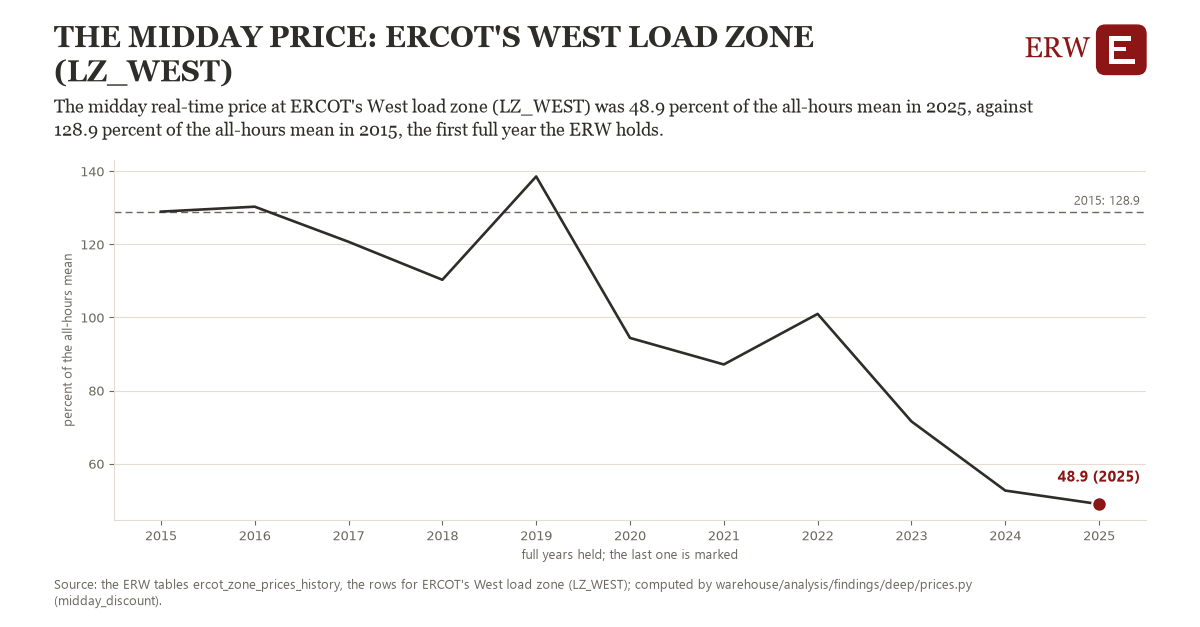 THE MIDDAY PRICE: ERCOT'S WEST LOAD ZONE
(LZ_WEST)
ERW
E
The midday real-time price at ERCOT's West load zone (LZ_WEST) was 48.9 percent of the all-hours mean in 2025, against
128.9 percent of the all-hours mean in 2015, the first full year the ERW holds.
140
120
100
80
60
percent of the all-hours mean
2015: 128.9
48.9 (2025)
2015 2016 2017 2018 2019 2020 2021 2022 2023 2024 2025
full years held; the last one is marked
Source: the ERW tables ercot_zone_prices_history, the rows for ERCOT's West load zone (LZ_WEST); computed by warehouse/analysis/findings/deep/prices.py
(midday_discount).